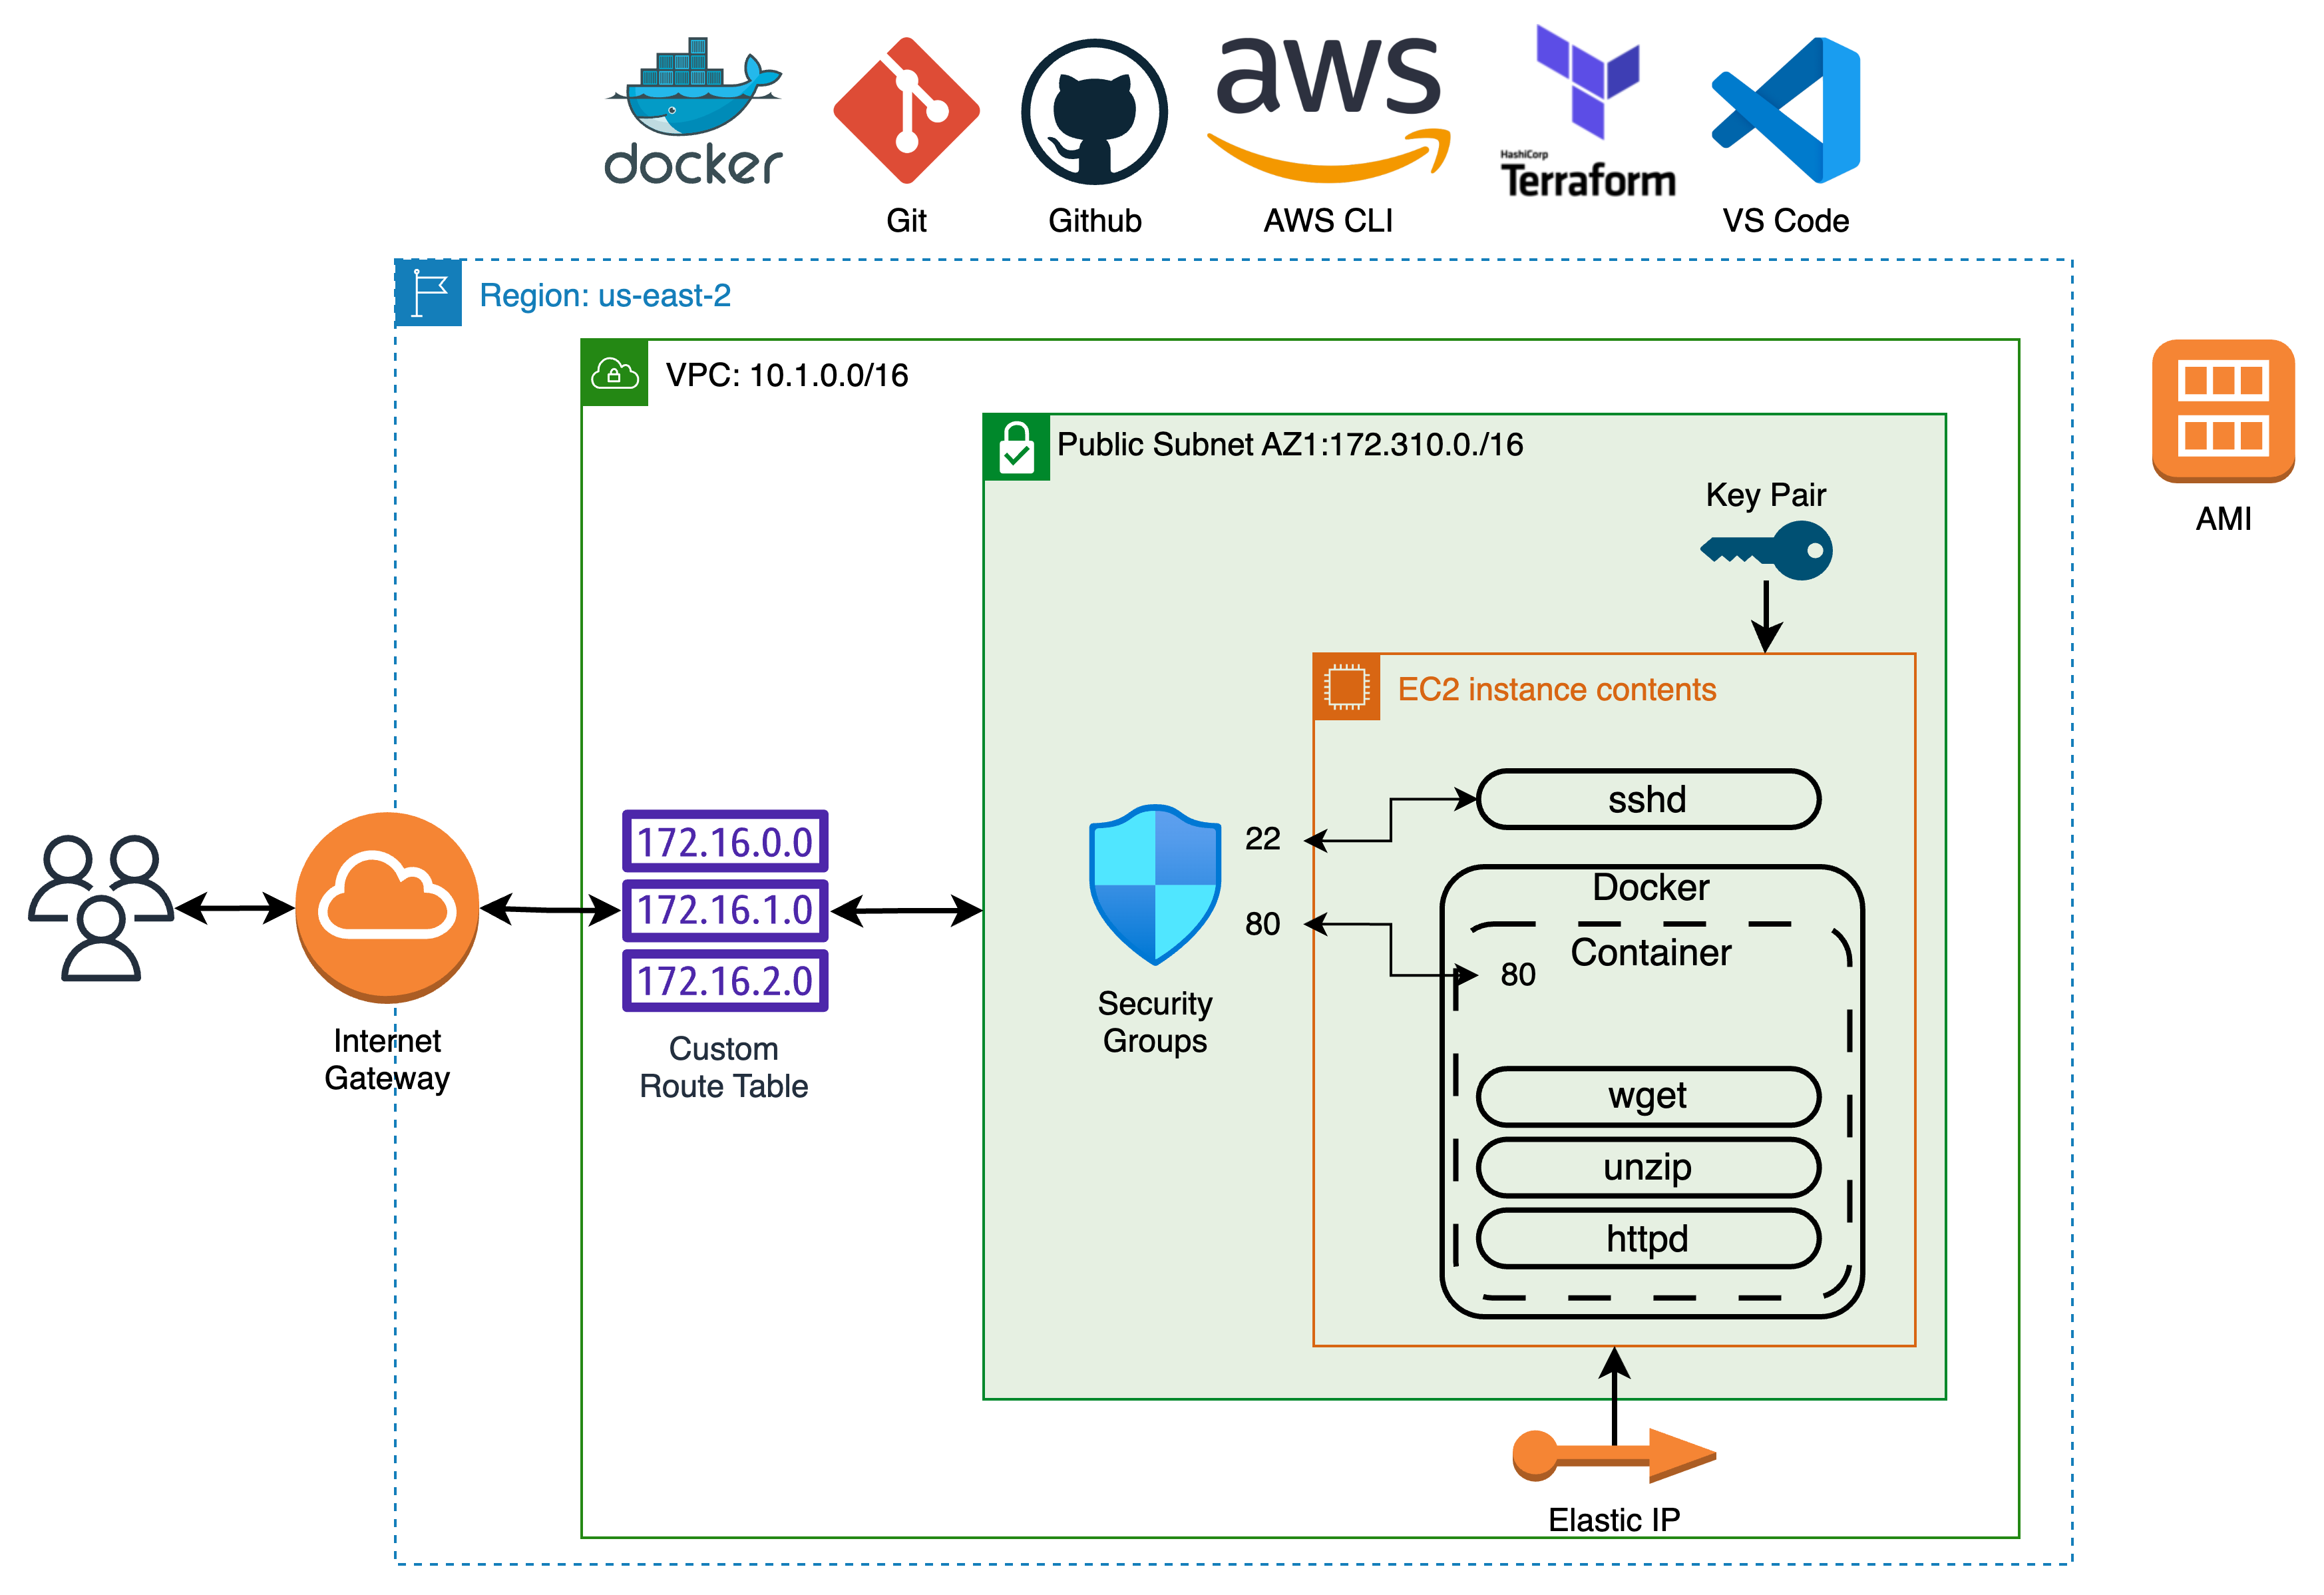 docker
Git
Github
aws
AWS CLI
HashiCorp
Terraform
VS Code
Region: us-east-2
VPC: 10.1.0.0/16
Public Subnet AZ1:172.310.0./16
AMI
Key Pair
EC2 instance contents
sshd
22
80
Docker
Container
80
172.16.0.0
172.16.1.0
172.16.2.0
Security
Groups
Internet
Gateway
Custom
Route Table
wget
unzip
httpd
Elastic IP